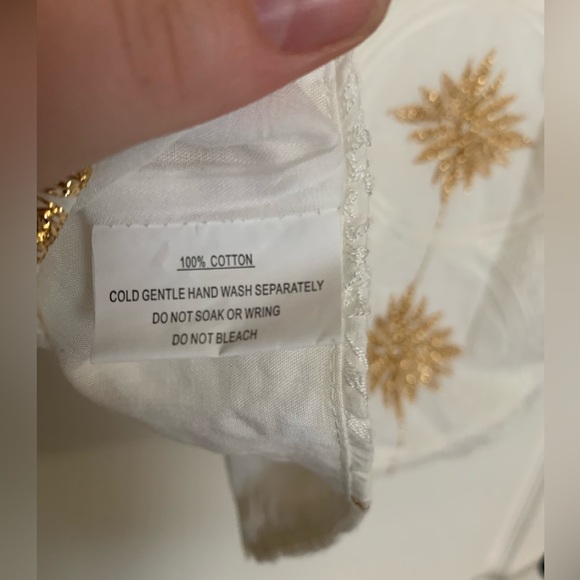 100% COTTON
COLD GENTLE HAND WASH SEPARATELY
DO NOT SOAK OR WRING
DO NOT BLEACH